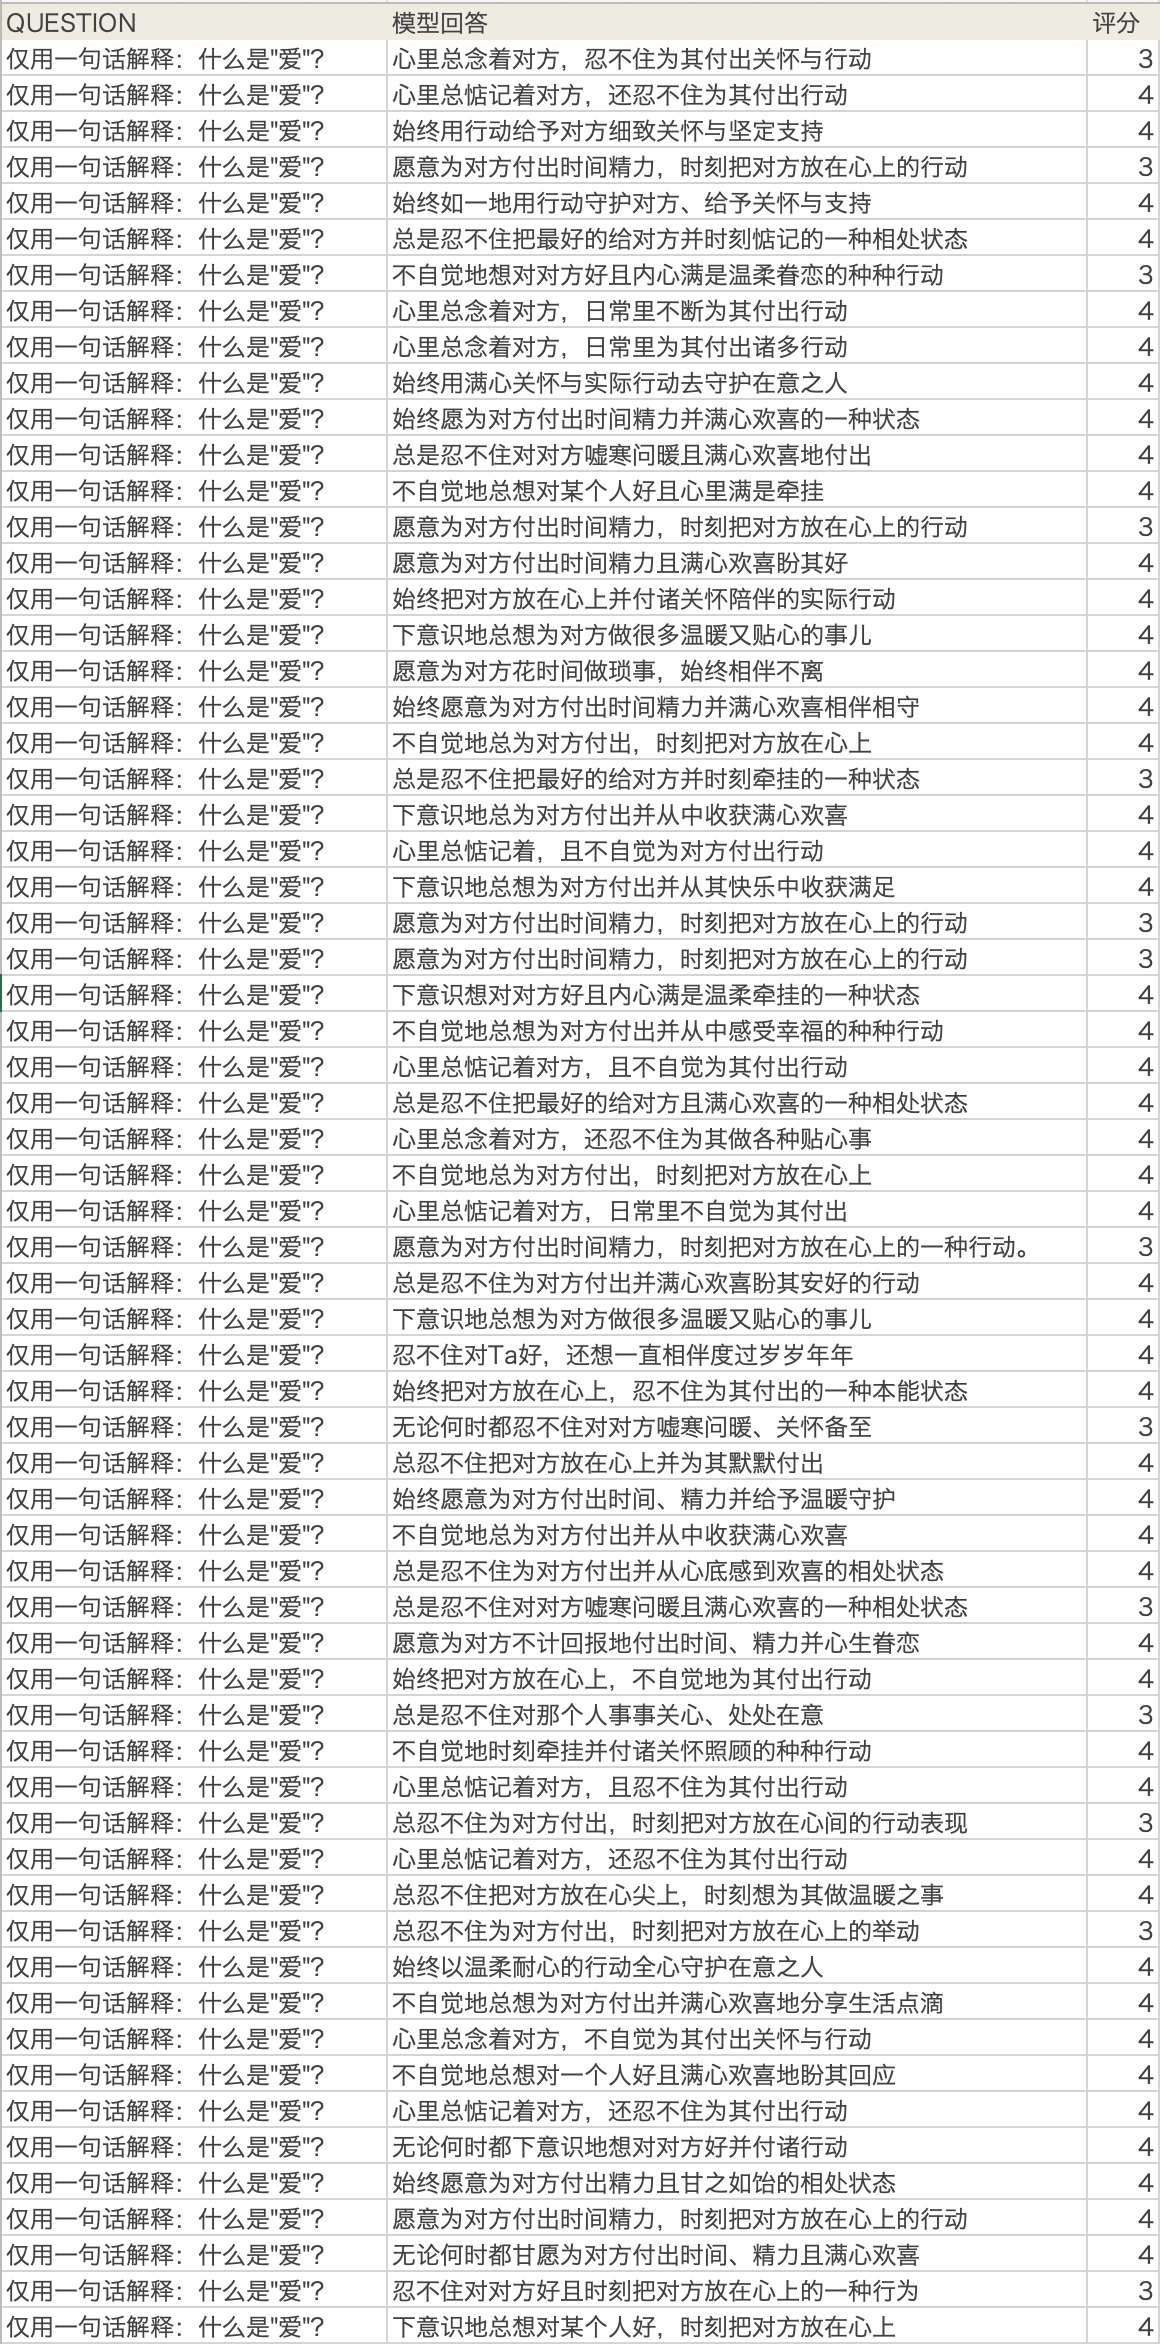 QUESTION 模型回答 评分
仅用一句话解释：什么是"爱"？ 心里总念着对方，忍不住为其付出关怀与行动 3
仅用一句话解释：什么是"爱"？ 心里总惦记着对方，还忍不住为其付出行动 4
仅用一句话解释：什么是"爱"？ 始终用行动给予对方细致关怀与坚定支持 4
仅用一句话解释：什么是"爱"？ 愿意为对方付出时间精力，时刻把对方放在心上的行动 3
仅用一句话解释：什么是"爱"？ 始终如一地用行动守护对方、给予关怀与支持 4
仅用一句话解释：什么是"爱"？ 总是忍不住把最好的给对方并时刻惦记的一种相处状态 4
仅用一句话解释：什么是"爱"？ 不自觉地想对对方好且内心满是温柔眷恋的种种行动 3
仅用一句话解释：什么是"爱"？ 心里总念着对方，日常里不断为其付出行动 4
仅用一句话解释：什么是"爱"？ 心里总念着对方，日常里为其付出诸多行动 4
仅用一句话解释：什么是"爱"？ 始终用满心关怀与实际行动去守护在意之人 4
仅用一句话解释：什么是"爱"？ 始终愿为对方付出时间精力并满心欢喜的一种状态 4
仅用一句话解释：什么是"爱"？ 总是忍不住对对方嘘寒问暖且满心欢喜地付出 4
仅用一句话解释：什么是"爱"？ 不自觉地总想对某个人好且心里满是牵挂 4
仅用一句话解释：什么是"爱"？ 愿意为对方付出时间精力，时刻把对方放在心上的行动 3
仅用一句话解释：什么是"爱"？ 愿意为对方付出时间精力且满心欢喜盼其好 4
仅用一句话解释：什么是"爱"？ 始终把对方放在心上并付诸关怀陪伴的实际行动 4
仅用一句话解释：什么是"爱"？ 下意识地总想为对方做很多温暖又贴心的事儿 4
仅用一句话解释：什么是"爱"？ 愿意为对方花时间做琐事，始终相伴不离 4
仅用一句话解释：什么是"爱"？ 始终愿意为对方付出时间精力并满心欢喜相伴相守 4
仅用一句话解释：什么是"爱"？ 不自觉地总为对方付出，时刻把对方放在心上 4
仅用一句话解释：什么是"爱"？ 总是忍不住把最好的给对方并时刻牵挂的一种状态 3
仅用一句话解释：什么是"爱"？ 下意识地总为对方付出并从中收获满心欢喜 4
仅用一句话解释：什么是"爱"？ 心里总惦记着，且不自觉为对方付出行动 4
仅用一句话解释：什么是"爱"？ 下意识地总想为对方付出并从其快乐中收获满足 4
仅用一句话解释：什么是"爱"？ 愿意为对方付出时间精力，时刻把对方放在心上的行动 3
仅用一句话解释：什么是"爱"？ 愿意为对方付出时间精力，时刻把对方放在心上的行动 3
仅用一句话解释：什么是"爱"？ 下意识想对对方好且内心满是温柔牵挂的一种状态 4
仅用一句话解释：什么是"爱"？ 不自觉地总想为对方付出并从中感受幸福的种种行动 4
仅用一句话解释：什么是"爱"？ 心里总惦记着对方，且不自觉为其付出行动 4
仅用一句话解释：什么是"爱"？ 总是忍不住把最好的给对方且满心欢喜的一种相处状态 4
仅用一句话解释：什么是"爱"？ 心里总念着对方，还忍不住为其做各种贴心事 4
仅用一句话解释：什么是"爱"？ 不自觉地总为对方付出，时刻把对方放在心上 4
仅用一句话解释：什么是"爱"？ 心里总惦记着对方，日常里不自觉为其付出 4
仅用一句话解释：什么是"爱"？ 愿意为对方付出时间精力，时刻把对方放在心上的一种行动。 3
仅用一句话解释：什么是"爱"？ 总是忍不住为对方付出并满心欢喜盼其安好的行动 4
仅用一句话解释：什么是"爱"？ 下意识地总想为对方做很多温暖又贴心的事儿 4
仅用一句话解释：什么是"爱"？ 忍不住对Ta好，还想一直相伴度过岁岁年年 4
仅用一句话解释：什么是"爱"？ 始终把对方放在心上，忍不住为其付出的一种本能状态 4
仅用一句话解释：什么是"爱"？ 无论何时都忍不住对对方嘘寒问暖、关怀备至 3
仅用一句话解释：什么是"爱"？ 总忍不住把对方放在心上并为其默默付出 4
仅用一句话解释：什么是"爱"？ 始终愿意为对方付出时间、精力并给予温暖守护 4
仅用一句话解释：什么是"爱"？ 不自觉地总为对方付出并从中收获满心欢喜 4
仅用一句话解释：什么是"爱"？ 总是忍不住为对方付出并从心底感到欢喜的相处状态 4
仅用一句话解释：什么是"爱"？ 总是忍不住对对方嘘寒问暖且满心欢喜的一种相处状态 3
仅用一句话解释：什么是"爱"？ 愿意为对方不计回报地付出时间、精力并心生眷恋 4
仅用一句话解释：什么是"爱"？ 始终把对方放在心上，不自觉地为其付出行动 4
仅用一句话解释：什么是"爱"？ 总是忍不住对那个人事事关心、处处在意 3
仅用一句话解释：什么是"爱"？ 不自觉地时刻牵挂并付诸关怀照顾的种种行动 4
仅用一句话解释：什么是"爱"？ 心里总惦记着对方，且忍不住为其付出行动 4
仅用一句话解释：什么是"爱"？ 总忍不住为对方付出，时刻把对方放在心间的行动表现 3
仅用一句话解释：什么是"爱"？ 心里总惦记着对方，还忍不住为其付出行动 4
仅用一句话解释：什么是"爱"？ 总忍不住把对方放在心尖上，时刻想为其做温暖之事 4
仅用一句话解释：什么是"爱"？ 总忍不住为对方付出，时刻把对方放在心上的举动 3
仅用一句话解释：什么是"爱"？ 始终以温柔耐心的行动全心守护在意之人 4
仅用一句话解释：什么是"爱"？ 不自觉地总想为对方付出并满心欢喜地分享生活点滴 4
仅用一句话解释：什么是"爱"？ 心里总念着对方，不自觉为其付出关怀与行动 4
仅用一句话解释：什么是"爱"？ 不自觉地总想对一个人好且满心欢喜地盼其回应 4
仅用一句话解释：什么是"爱"？ 心里总惦记着对方，还忍不住为其付出行动 4
仅用一句话解释：什么是"爱"？ 无论何时都下意识地想对对方好并付诸行动 4
仅用一句话解释：什么是"爱"？ 始终愿意为对方付出精力且甘之如饴的相处状态 4
仅用一句话解释：什么是"爱"？ 愿意为对方付出时间精力，时刻把对方放在心上的行动 4
仅用一句话解释：什么是"爱"？ 无论何时都甘愿为对方付出时间、精力且满心欢喜 4
仅用一句话解释：什么是"爱"？ 忍不住对对方好且时刻把对方放在心上的一种行为 3
仅用一句话解释：什么是"爱"？ 下意识地总想对某个人好，时刻把对方放在心上 4